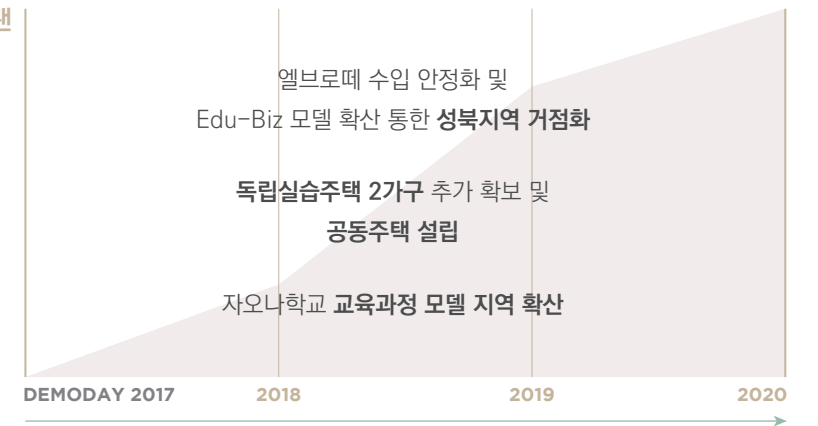 엘브로떼 수입 안정화 및
Edu-Biz 모델 확산 통한 성북지역 거점화
독립실습주택 2가구 추가 확보 및
공동주택 설립
자오나학교 교육과정 모델 지역 확산
DEMODAY 2017 2018 2019 2020